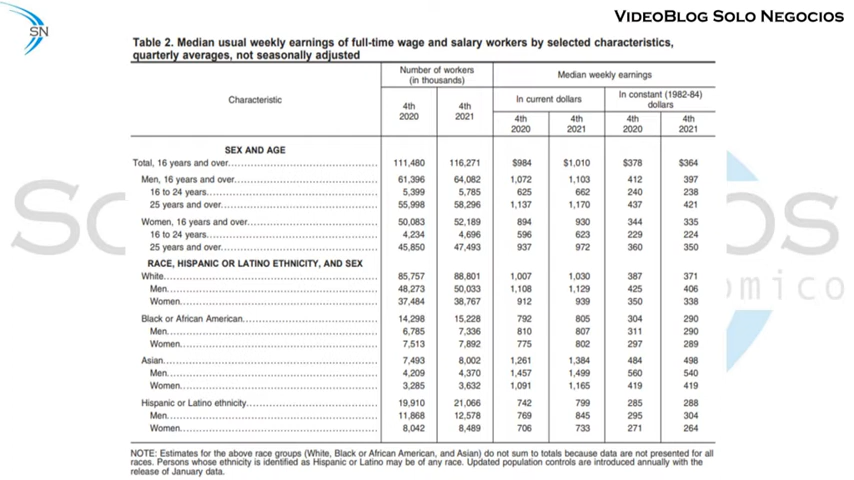 VideoBlog Solo Negocios
SN
Table 2. Median usual weekly earnings of full-time wage and salary workers by selected characteristics,
quarterly averages, not seasonally adjusted
Characteristic
Number of workers
(in thousands)
Median weekly earnings
In current dollars
In constant (1982-84)
dollars
4th
2020
4th
2021
4th
2020
4th
2021
4th
2020
4th
2021
SEX AND AGE
Total, 16 years and over 111,480 116,271 $984 $1,010 $378 $364
Men, 16 years and over 61,396 64,082 1,072 1,103 412 397
16 to 24 years 5,399 5,785 625 662 240 238
25 years and over 55,998 58,296 1,137 1,170 437 421
Women, 16 years and over 50,083 52,189 894 930 344 335
16 to 24 years 4,234 4,696 596 623 229 224
25 years and over 45,850 47,493 937 972 360 350
RACE, HISPANIC OR LATINO ETHNICITY, AND SEX
White 85,757 88,801 1,007 1,030 387 371
Men 48,273 50,033 1,108 1,129 425 406
Women 37,484 38,767 912 939 350 338
Black or African American 14,298 15,228 792 805 304 290
Men 6,785 7,336 810 807 311 290
Women 7,513 7,892 775 802 297 289
Asian 7,493 8,002 1,261 1,384 484 498
Men 4,209 4,370 1,457 1,499 560 540
Women 3,285 3,632 1,091 1,165 419 419
Hispanic or Latino ethnicity 19,910 21,066 742 799 285 288
Men 11,868 12,578 769 845 295 304
Women 8,042 8,489 706 733 271 264
NOTE: Estimates for the above race groups (White, Black or African American, and Asian) do not sum to totals because data are not presented for all
races. Persons whose ethnicity is identified as Hispanic or Latino may be of any race. Updated population controls are introduced annually with the
release of January data.